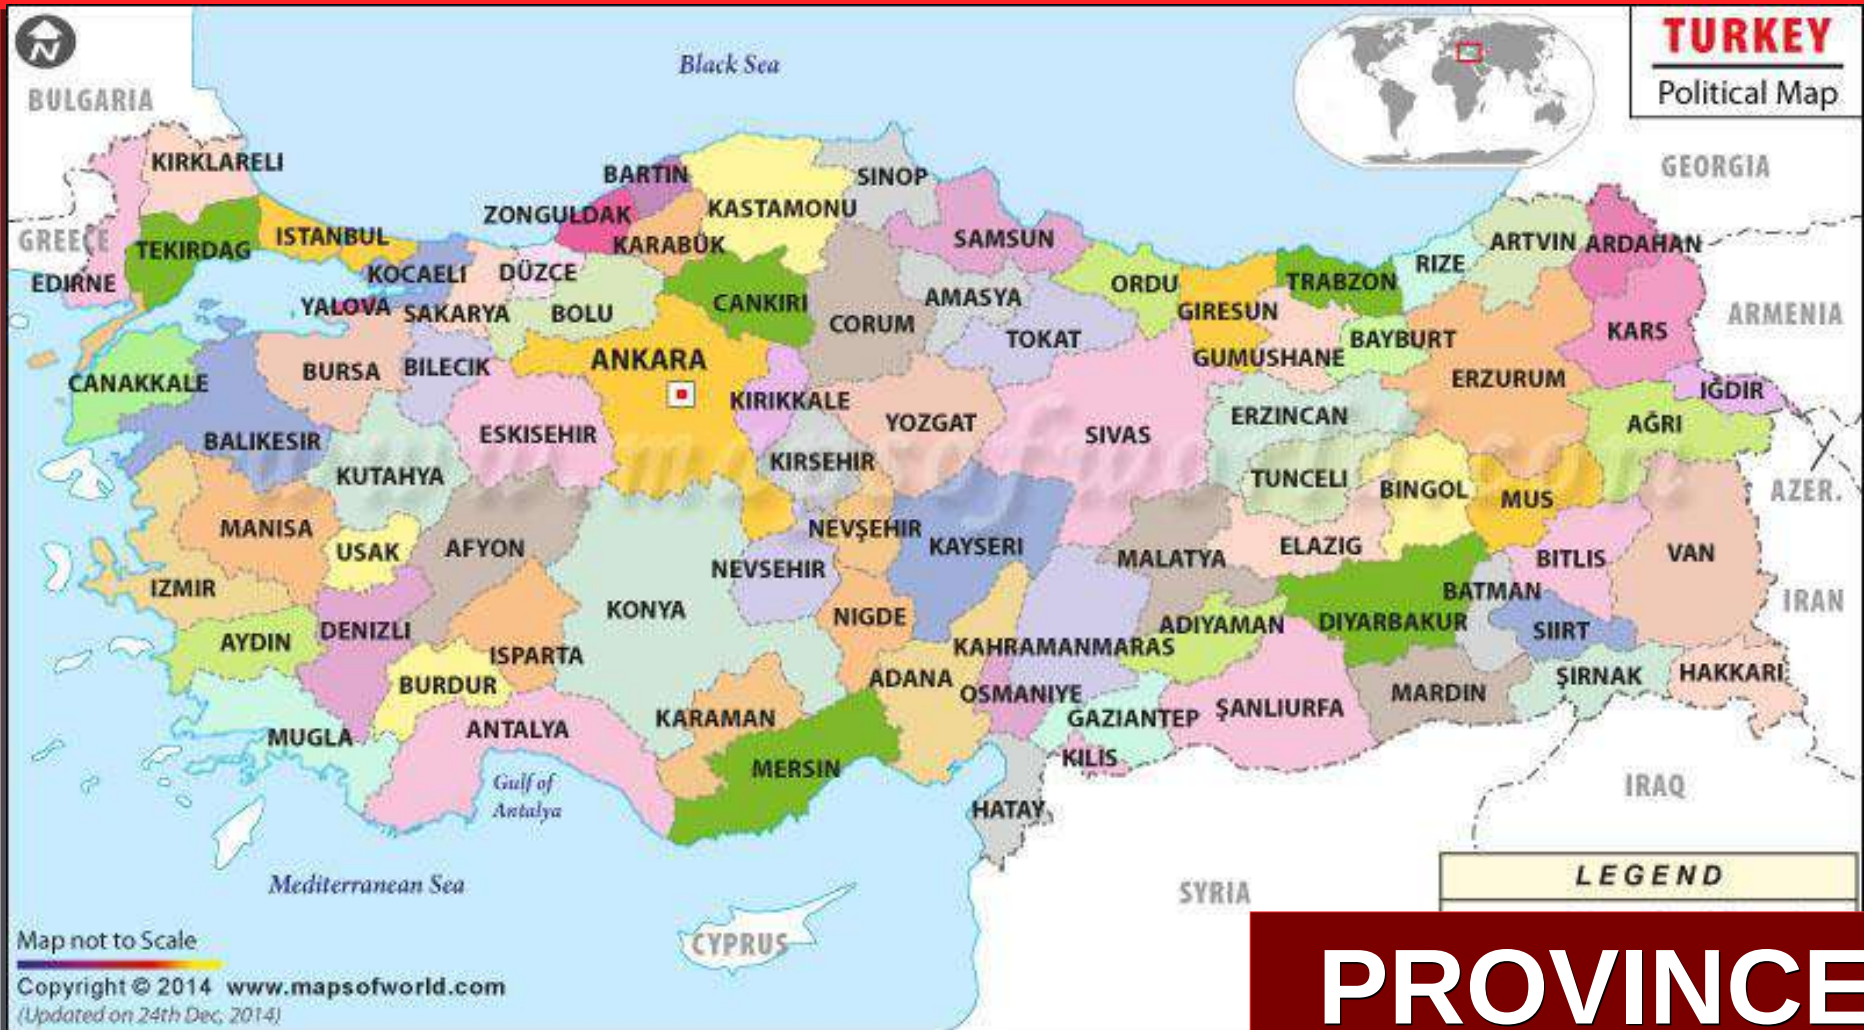 TURKEY
Political Map
Black Sea
BULGARIA
GEORGIA
KIRKLARELI
BARTIN
SINOP
ZONGULDAK
KASTAMONU
GREECE
TEKIRDAG
ISTANBUL
KARABÜK
SAMSUN
ARTVIN
ARDAHAN
EDIRNE
KOCAELI
DÜZCE
RIZE
YALOVA
SAKARYA
BOLU
CANKIRI
AMASYA
ORDU
TRABZON
GIRESUN
ARMENIA
CORUM
TOKAT
BAYBURT
KARS
CANAKKALE
BURSA
BILECIK
ANKARA
GUMUSHANE
ERZURUM
IĞDIR
KIRIKKALE
BALIKESIR
ESKISEHIR
YOZGAT
SIVAS
ERZINCAN
AĞRI
www.mapsofworld.com
KUTAHYA
KIRSEHIR
TUNCELI
BINGOL
MUS
AZER.
MANISA
USAK
AFYON
NEVŞEHIR
KAYSERI
MALATYA
ELAZIG
BITLIS
VAN
IZMIR
NEVSEHIR
BATMAN
IRAN
AYDIN
DENIZLI
KONYA
NIGDE
ADIYAMAN
DIYARBAKUR
SIIRT
ISPARTA
KAHRAMANMARAS
BURDUR
ADANA
OSMANIYE
MARDIN
ŞIRNAK
HAKKARI
MUGLA
ANTALYA
KARAMAN
GAZIANTEP
ŞANLIURFA
MERSIN
KILIS
Gulf of
Antalya
HATAY
IRAQ
Mediterranean Sea
SYRIA
LEGEND
CYPRUS
Map not to Scale
Copyright © 2014 www.mapsofworld.com
(Updated on 24th Dec, 2014)
PROVINCE
N